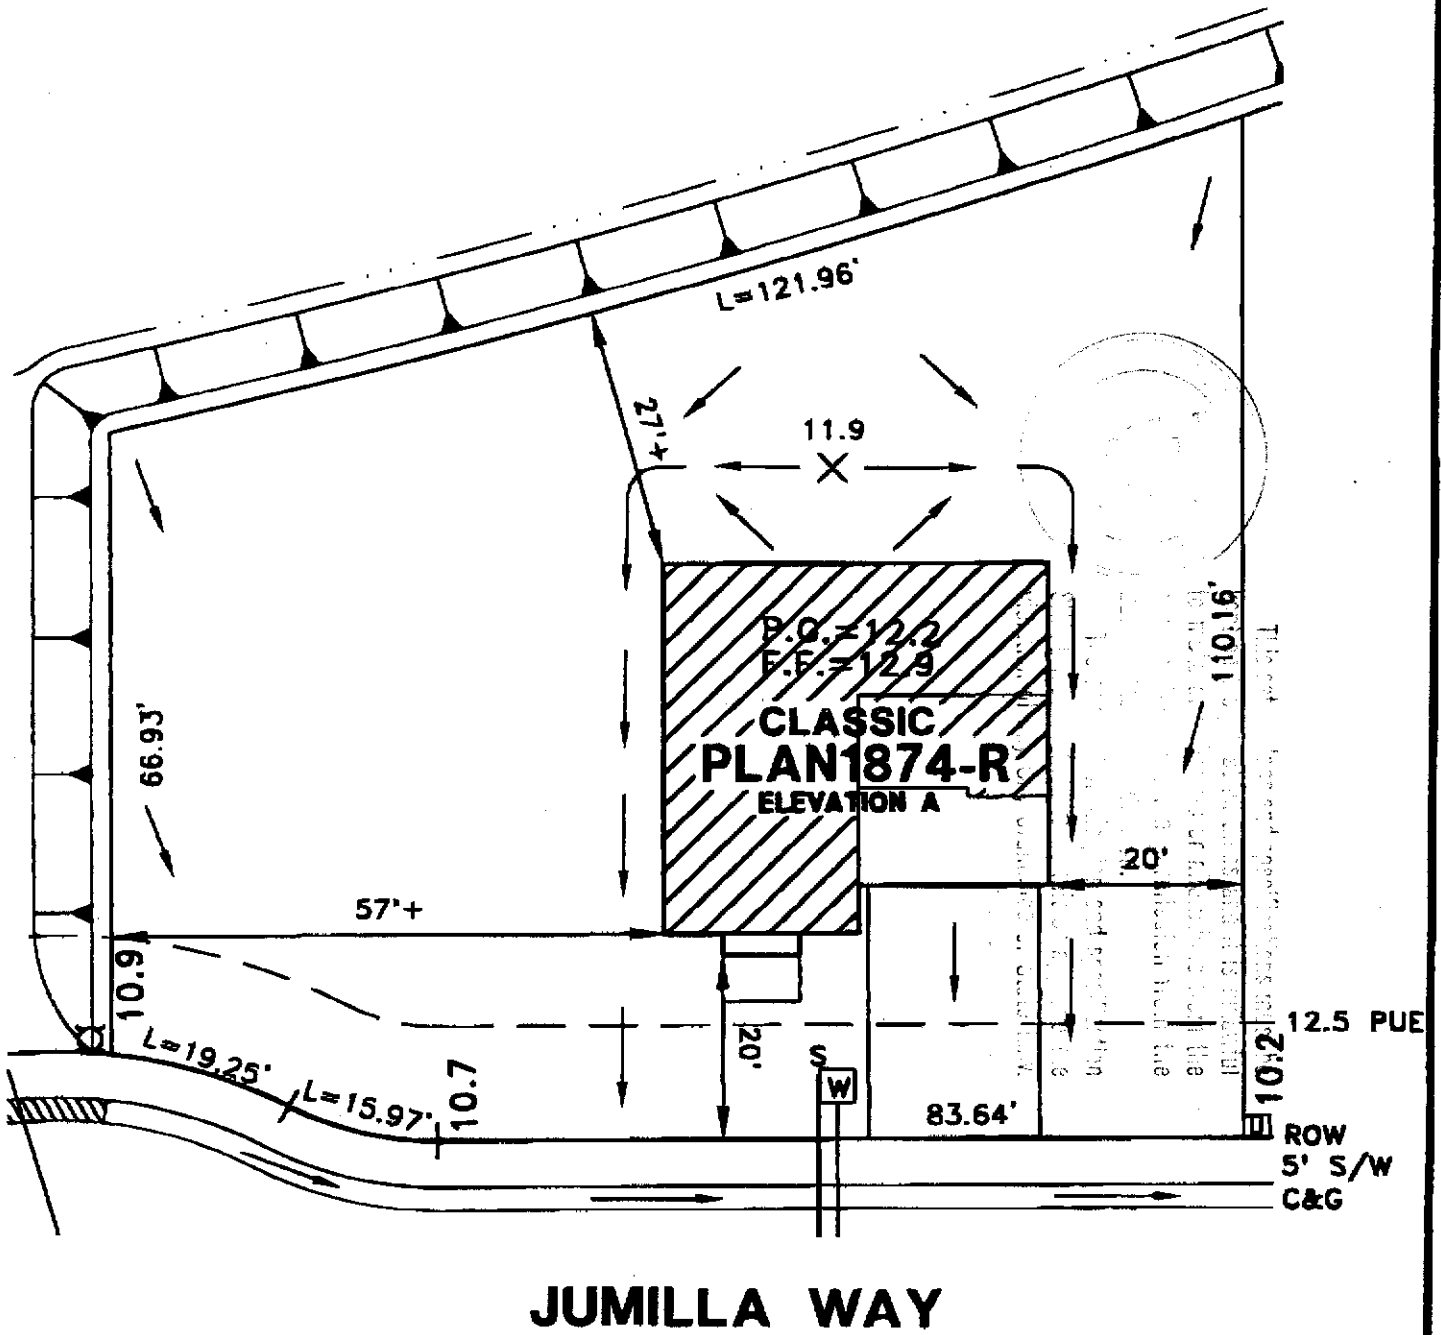 L=121.96'
27'+
11.9
P.G.=12.2
F.F.=12.9
CLASSIC
PLAN1874-R
ELEVATION A
110.16'
66.93'
20'
57'+
10.9
12.5 PUE
L=19.25'
L=15.97'
10.7
20'
S
W
83.64'
10.2
ROW
5' S/W
C&G
JUMILLA WAY